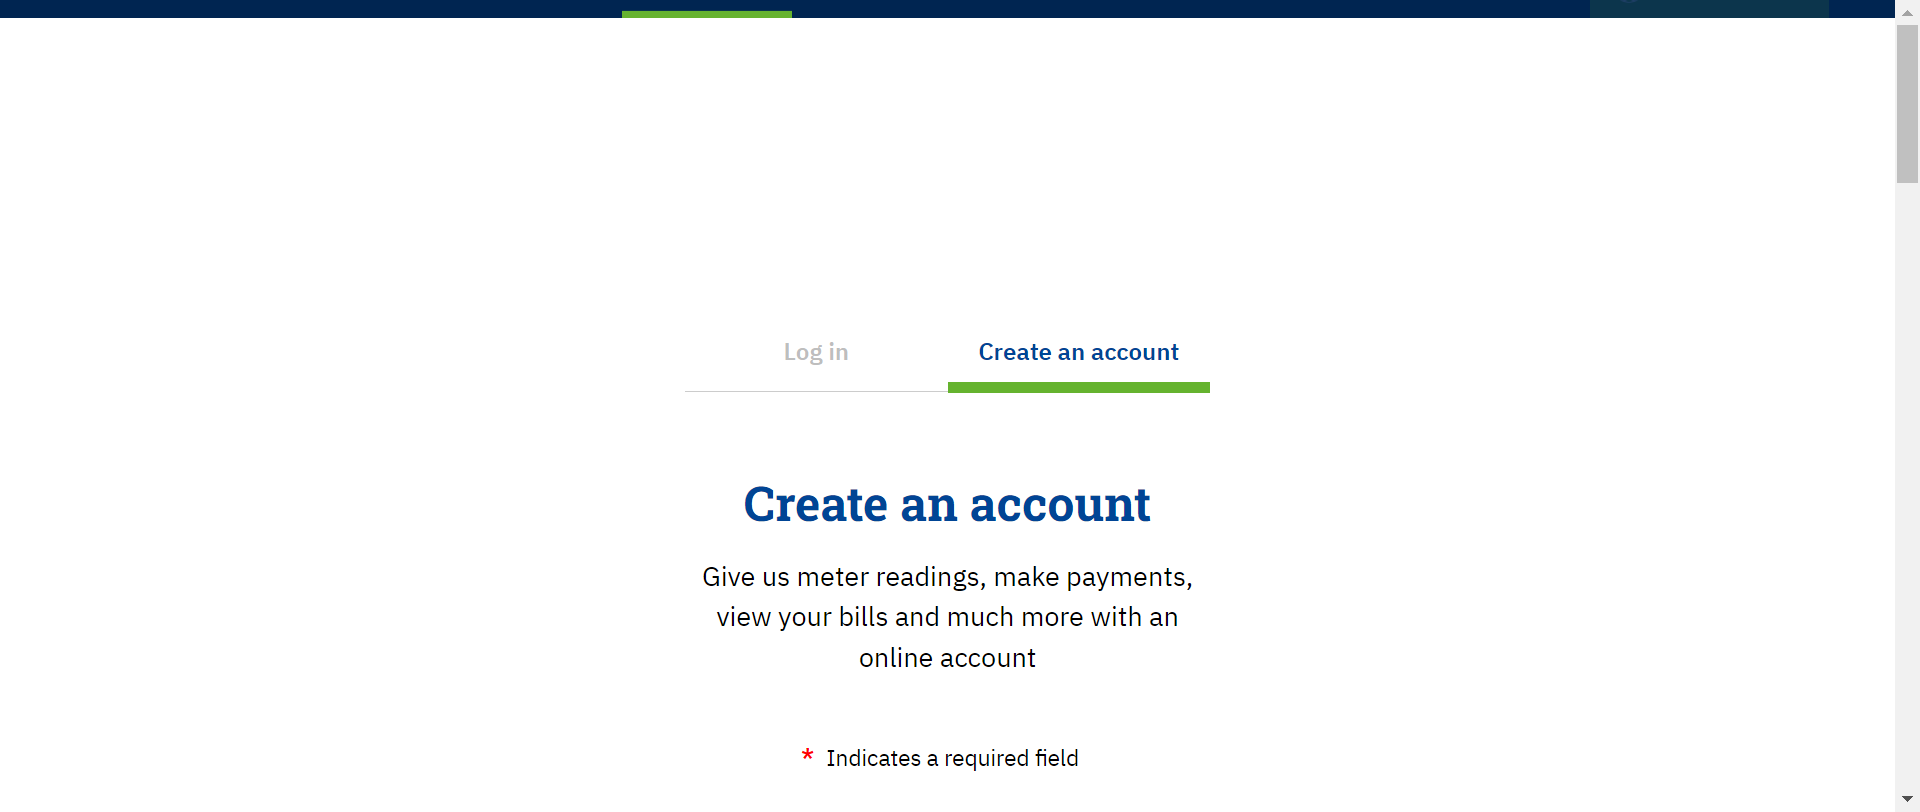 Log in
Create an account
Create an account
Give us meter readings, make payments,
view your bills and much more with an
online account
* Indicates a required field